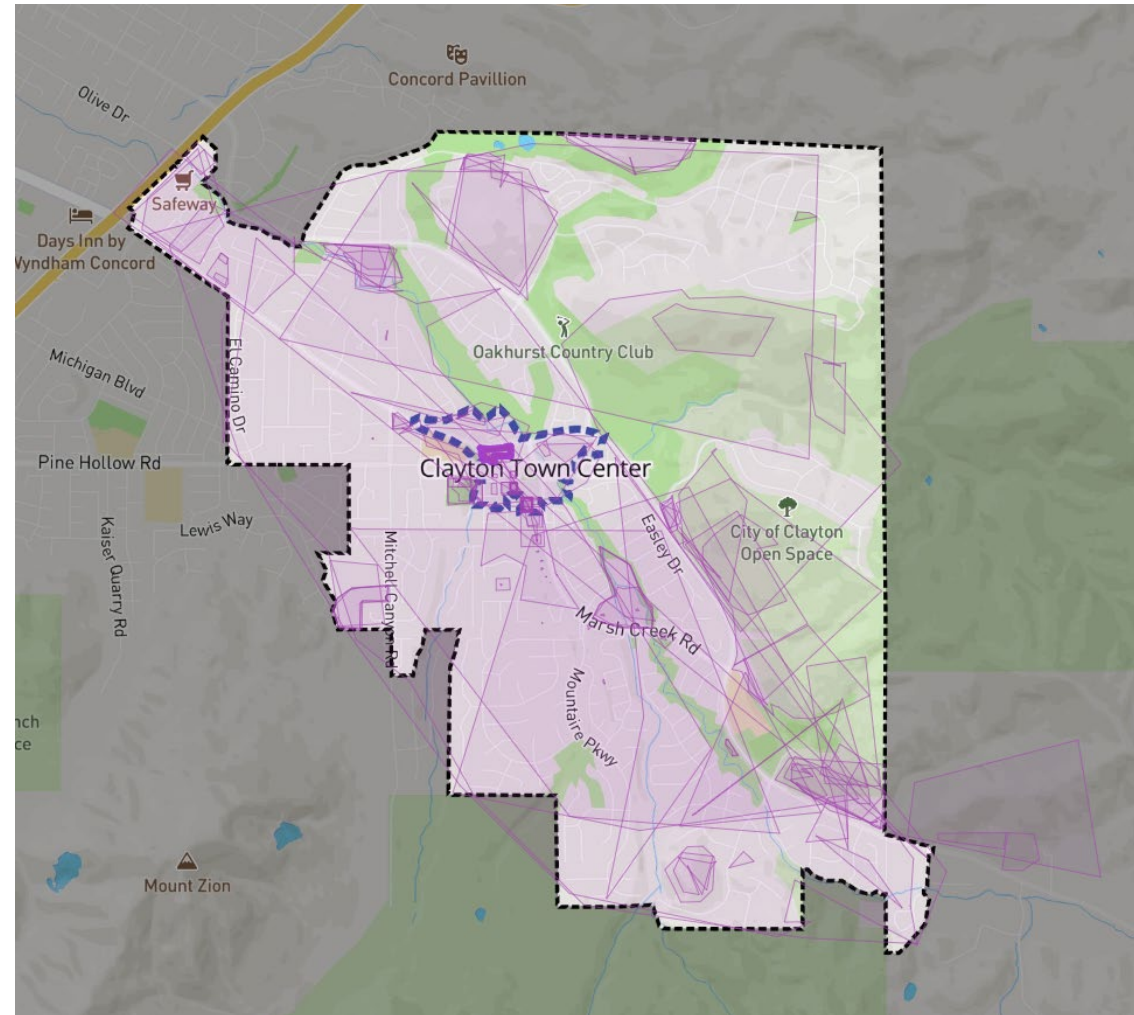 Concord Pavillion
Olive Dr
Safeway
Days Inn by
Wyndham Concord
Oakhurst Country Club
El Camino Dr
Michigan Blvd
Pine Hollow Rd
Clayton Town Center
Lewis Way
Kaiser Quarry Rd
Mitchell Canyon Rd
Easley Dr
City of Clayton
Open Space
Marsh Creek Rd
Mountaire Pkwy
nch
ce
Mount Zion